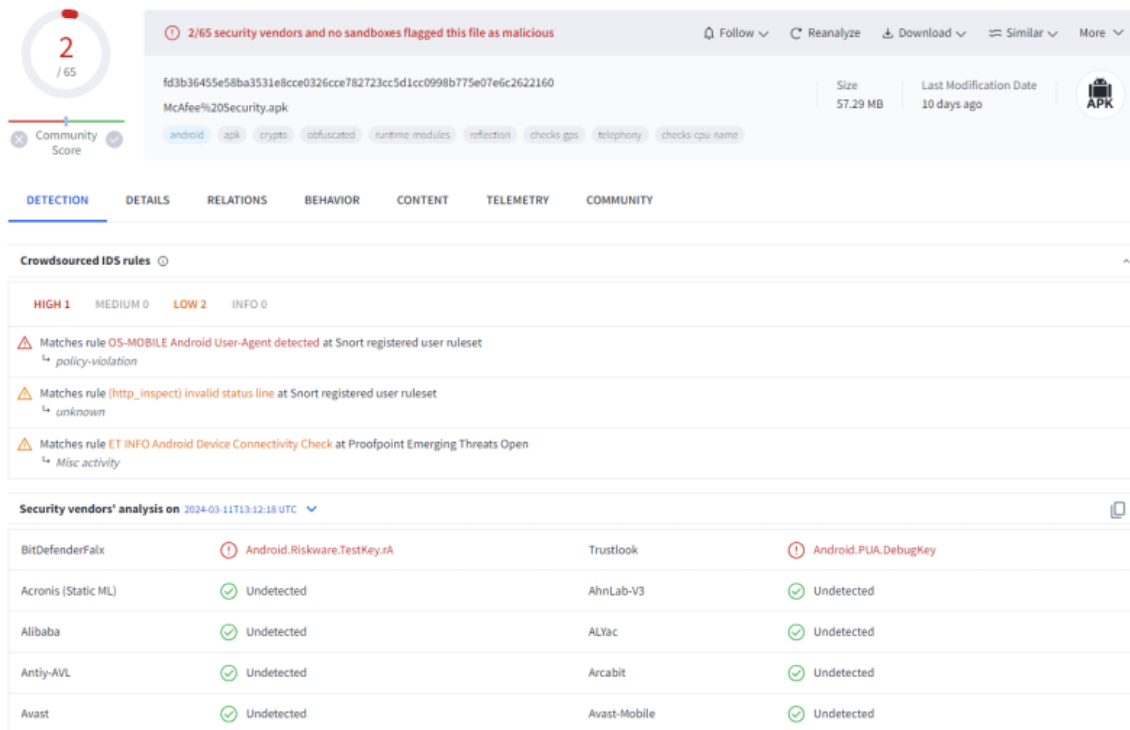 2
/ 65
Community
Score
2/65 security vendors and no sandboxes flagged this file as malicious
Follow
Reanalyze
Download
Similar
More
fd3b36455e58ba3531e8cce0326cce782723cc5d1cc0998b775e07e6c2622160
McAfee%20Security.apk
android apk crypto obfuscated runtime modules reflection checks gps telephony checks cpu name
Size
57.29 MB
Last Modification Date
10 days ago
APK
DETECTION DETAILS RELATIONS BEHAVIOR CONTENT TELEMETRY COMMUNITY
Crowdsourced IDS rules
HIGH 1 MEDIUM 0 LOW 2 INFO 0
Matches rule OS-MOBILE Android User-Agent detected at Snort registered user ruleset
policy-violation
Matches rule (http_inspect) invalid status line at Snort registered user ruleset
unknown
Matches rule ET INFO Android Device Connectivity Check at Proofpoint Emerging Threats Open
Misc activity
Security vendors' analysis on 2024-03-11T13:12:18 UTC
BitDefenderFalx Android.Riskware.TestKey.rA Trustlook Android.PUA.DebugKey
Acronis (Static ML) Undetected AhnLab-V3 Undetected
Alibaba Undetected ALYac Undetected
Antiy-AVL Undetected Arcabit Undetected
Avast Undetected Avast-Mobile Undetected